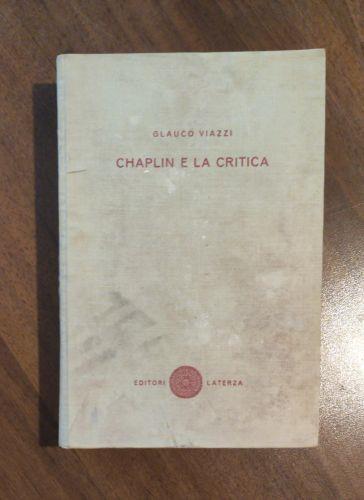 GLAUCO VIAZZI
CHAPLIN E LA CRITICA
EDITORI LATERZA